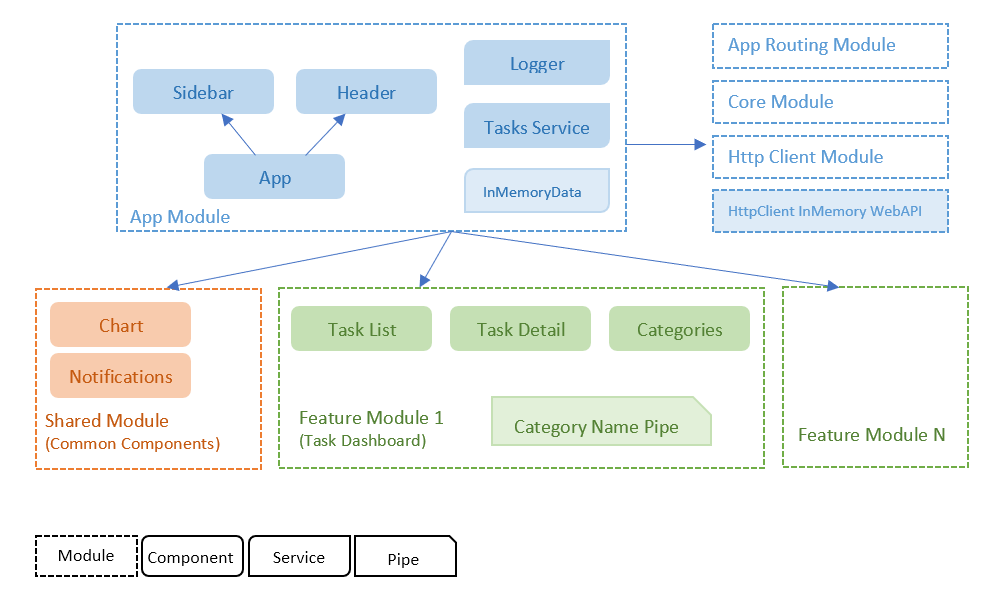 Logger
App Routing Module
Sidebar
Header
Core Module
Tasks Service
Http Client Module
App
InMemoryData
App Module
HttpClient InMemory WebAPI
Chart
Notifications
Shared Module
(Common Components)
Task List
Task Detail
Categories
Feature Module 1
(Task Dashboard)
Category Name Pipe
Feature Module N
Module
Component
Service
Pipe